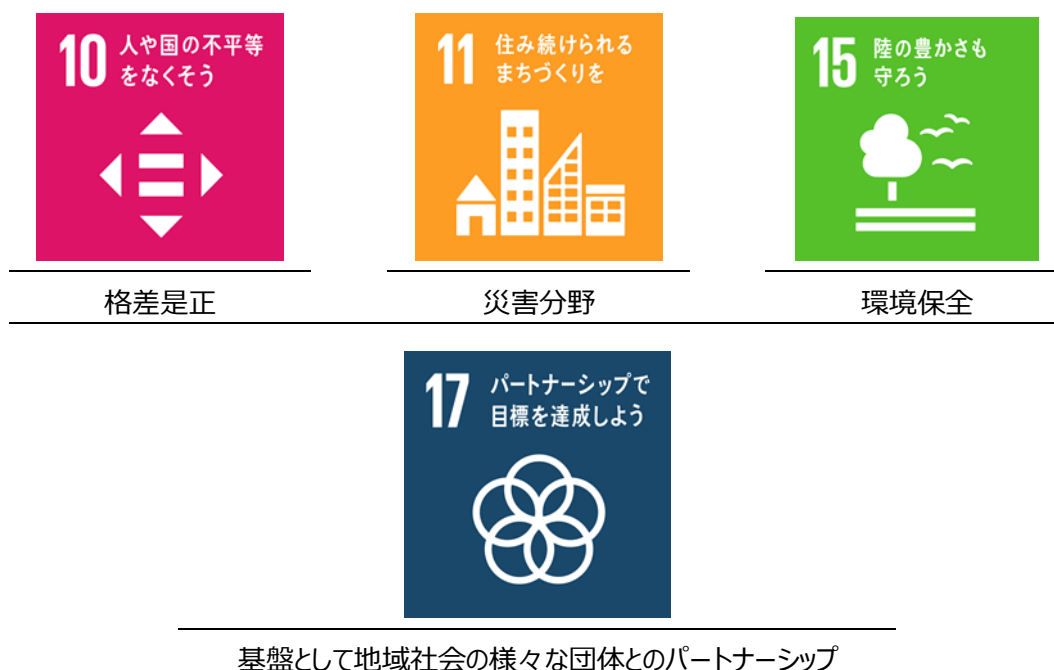 10 人や国の不平等
をなくそう
11 住み続けられる
まちづくりを
15 陸の豊かさも
守ろう
格差是正
災害分野
環境保全
17 パートナーシップで
目標を達成しよう
基盤として地域社会の様々な団体とのパートナーシップ